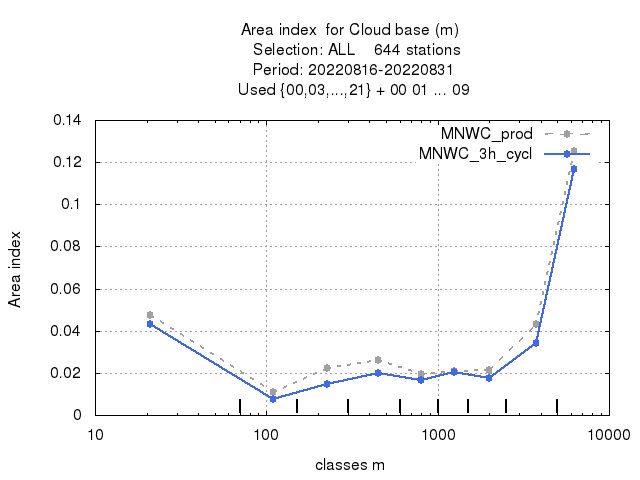 Area index  for Cloud base (m)
Selection: ALL    644 stations
Period: 20220816-20220831
Used {00,03,...,21} + 00 01 ... 09
MNWC_prod
MNWC_3h_cycl
0.14
0.12
0.1
0.08
0.06
0.04
0.02
0
Area index
10 100 1000 10000
classes m